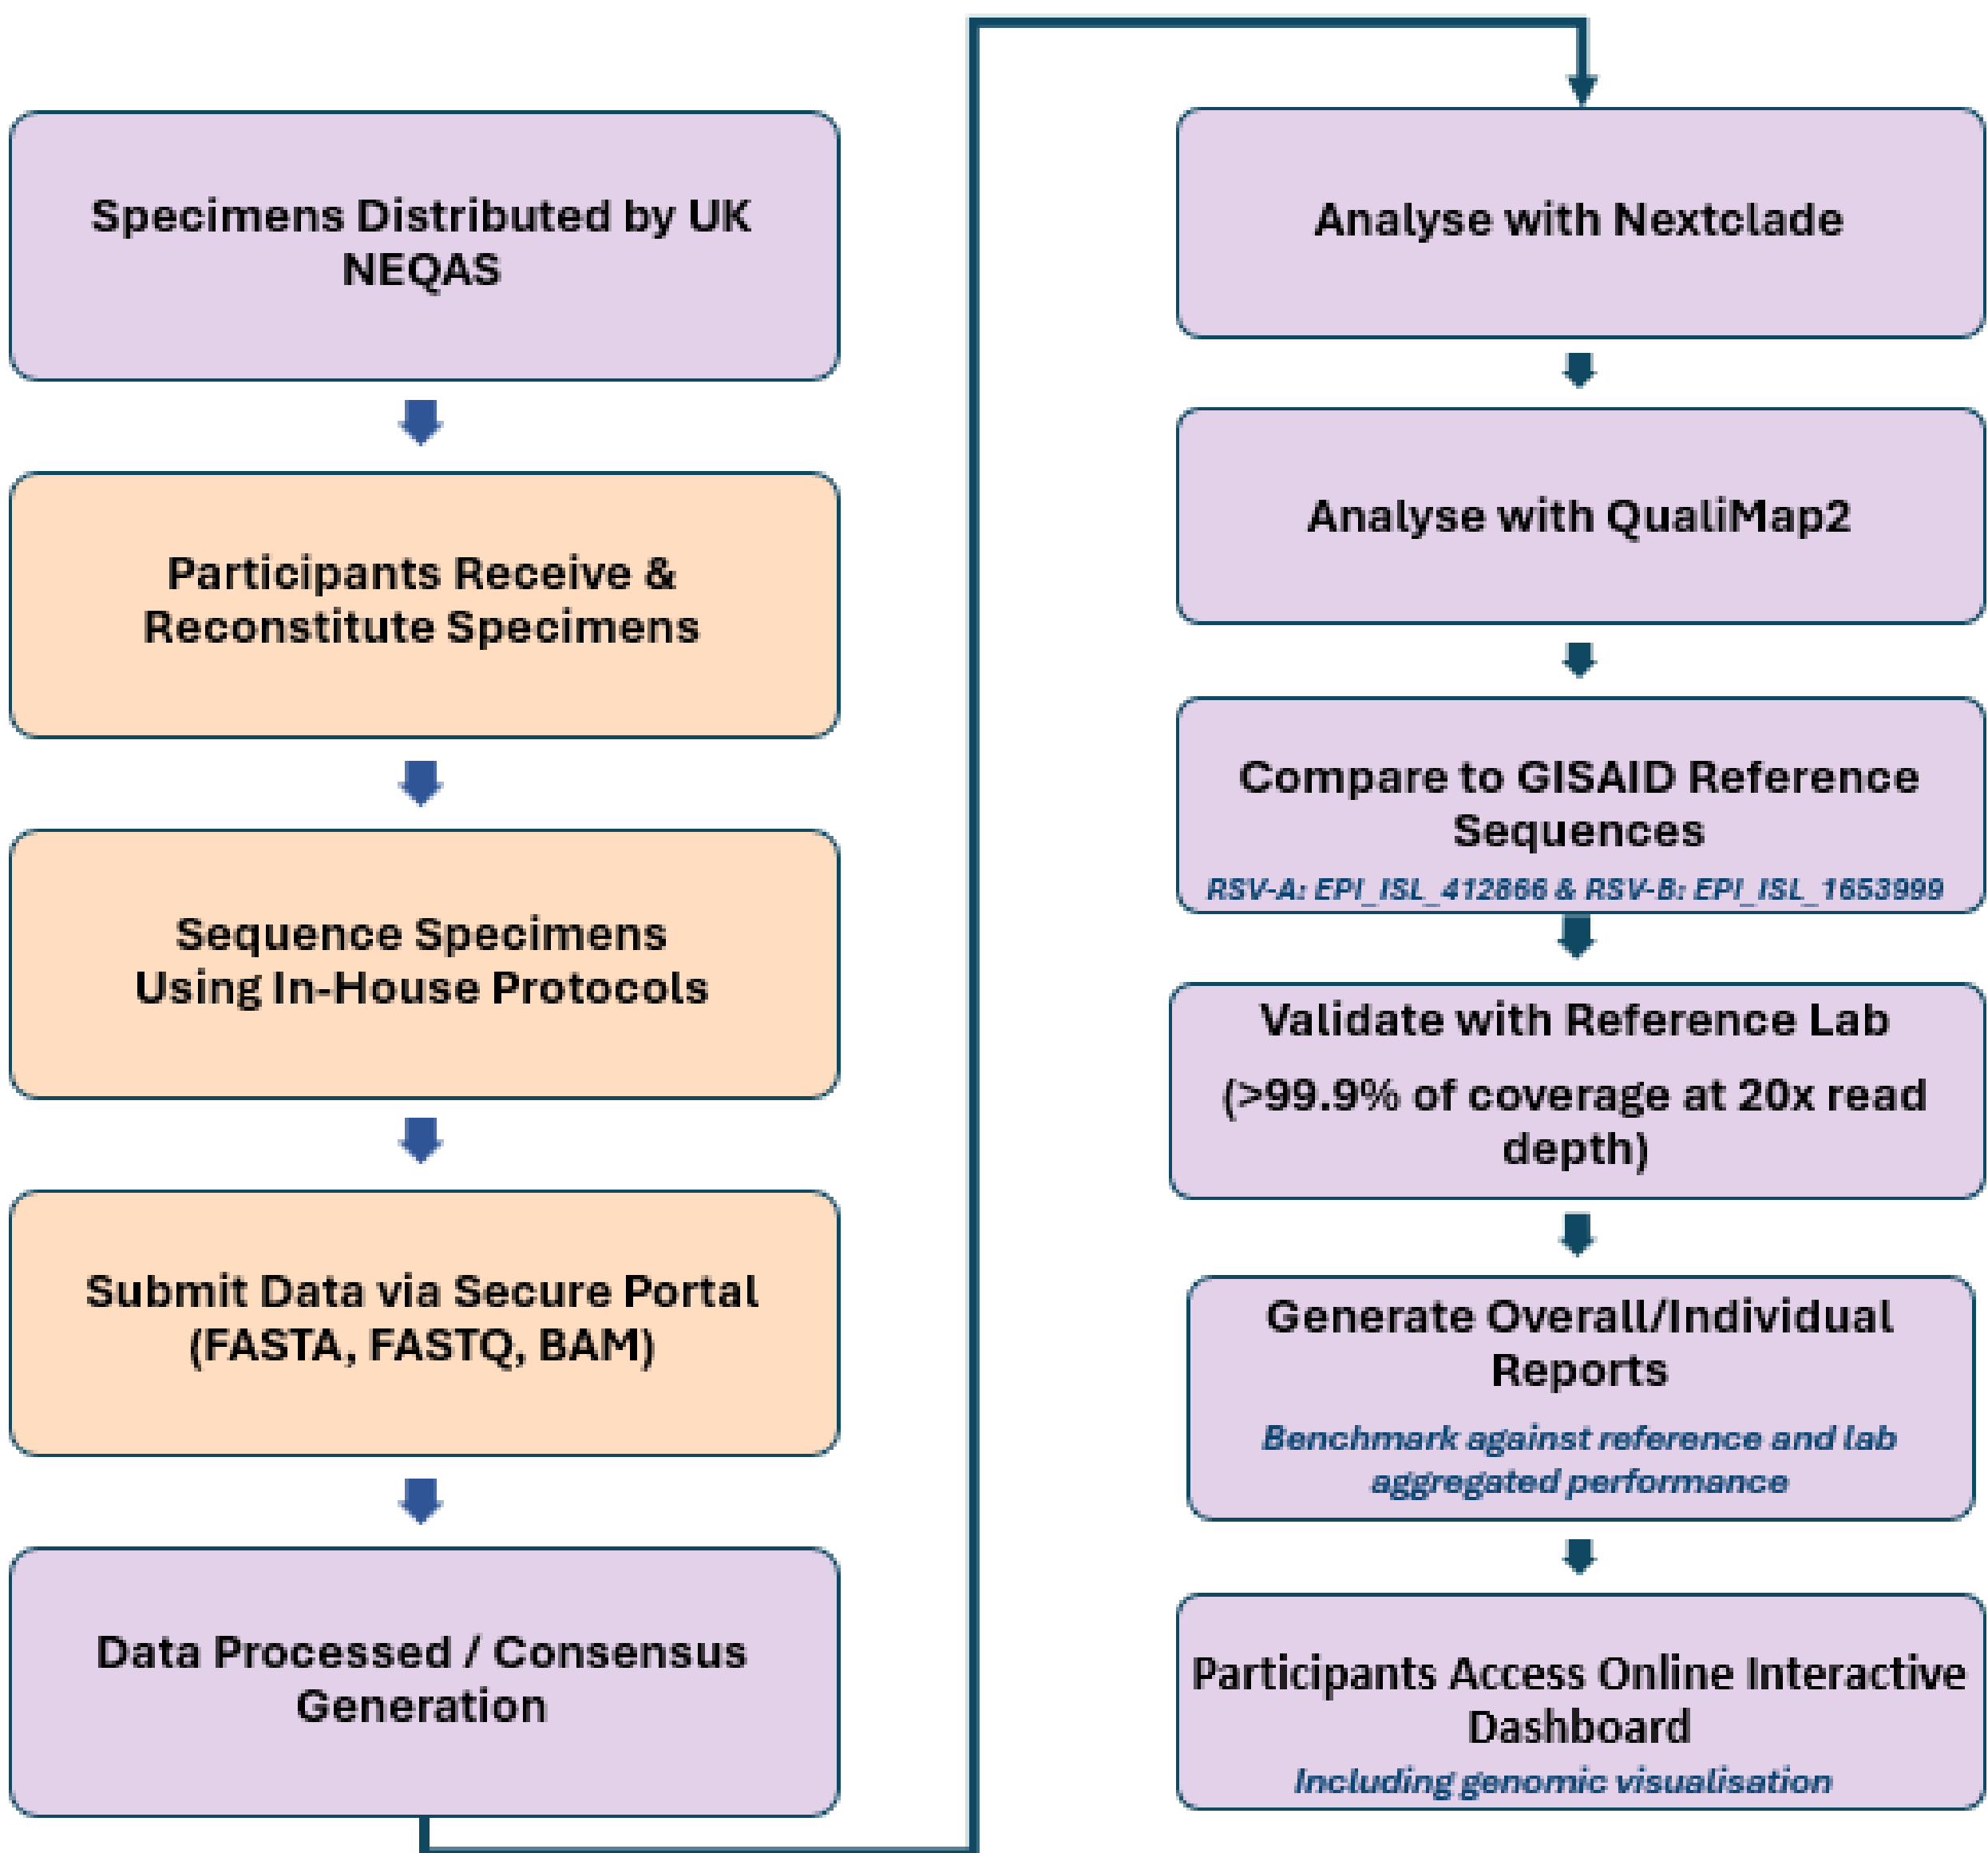 Specimens Distributed by UK
NEQAS
Participants Receive &
Reconstitute Specimens
Sequence Specimens
Using In-House Protocols
Submit Data via Secure Portal
(FASTA, FASTQ, BAM)
Data Processed / Consensus
Generation
Analyse with Nextclade
Analyse with QualiMap2
Compare to GISAID Reference
Sequences
RSV-A: EPI_ISL_412866 & RSV-B: EPI_ISL_1653999
Validate with Reference Lab
(>99.9% of coverage at 20x read
depth)
Generate Overall/Individual
Reports
Benchmark against reference and lab
aggregated performance
Participants Access Online Interactive
Dashboard
Including genomic visualisation